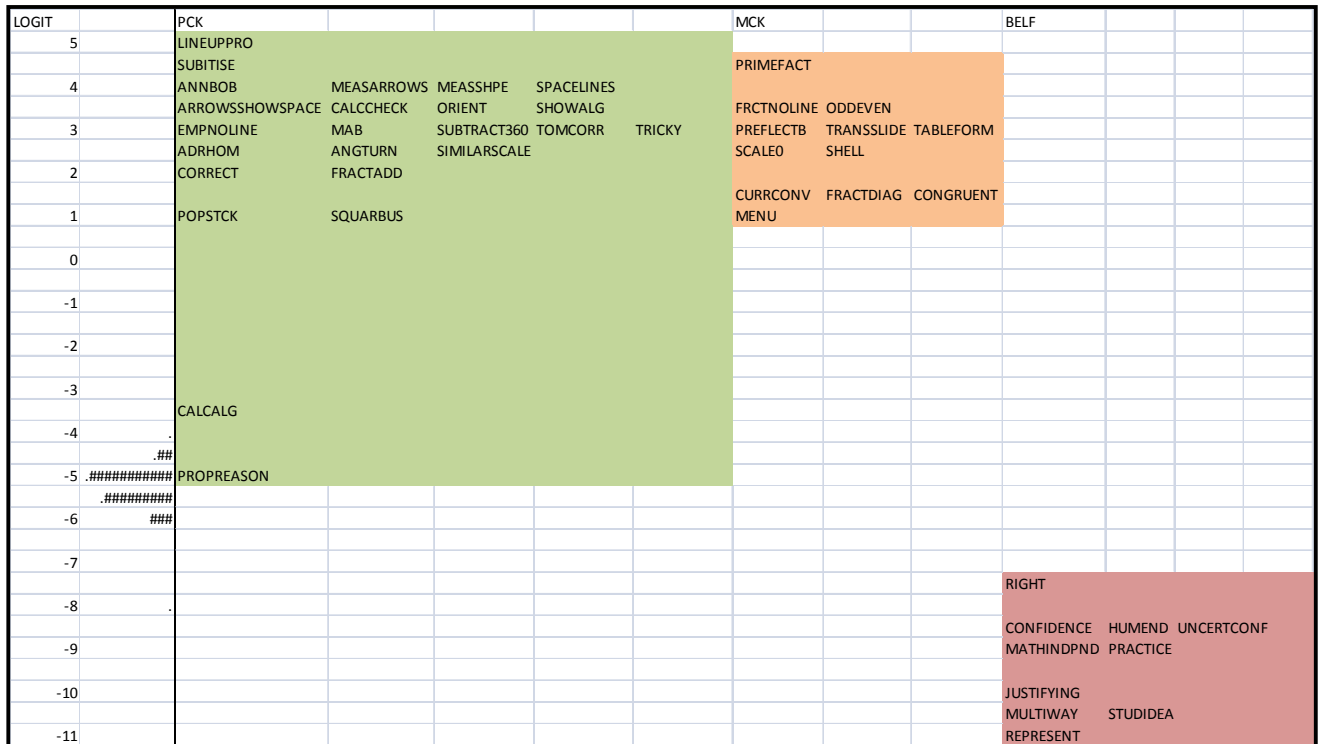 LOGIT PCK MCK BELF
5 LINEUPPRO
SUBITISE PRIMEFACT
4 ANNBOB MEASARROWS MEASSHPE SPACELINES
ARROWSSHOWSPACE CALCCHECK ORIENT SHOWALG FRCTNOLINE ODDEVEN
3 EMPNOLINE MAB SUBTRACT360 TOMCORR TRICKY PREFLECTB TRANSSLIDE TABLEFORM
ADRHOM ANGTURN SIMILARSCALE SCALE0 SHELL
2 CORRECT FRACTADD
CURRCONV FRACTDIAG CONGRUENT
1 POPSTCK SQUARBUS MENU
0
-1
-2
-3
CALCALG
-4 .
.##
-5 .########### PROPREASON
.#########
-6 ###
-7
RIGHT
-8 .
CONFIDENCE HUMEND UNCERTCONF
-9 MATHINDPND PRACTICE
-10 JUSTIFYING
MULTIWAY STUDIDEA
-11 REPRESENT